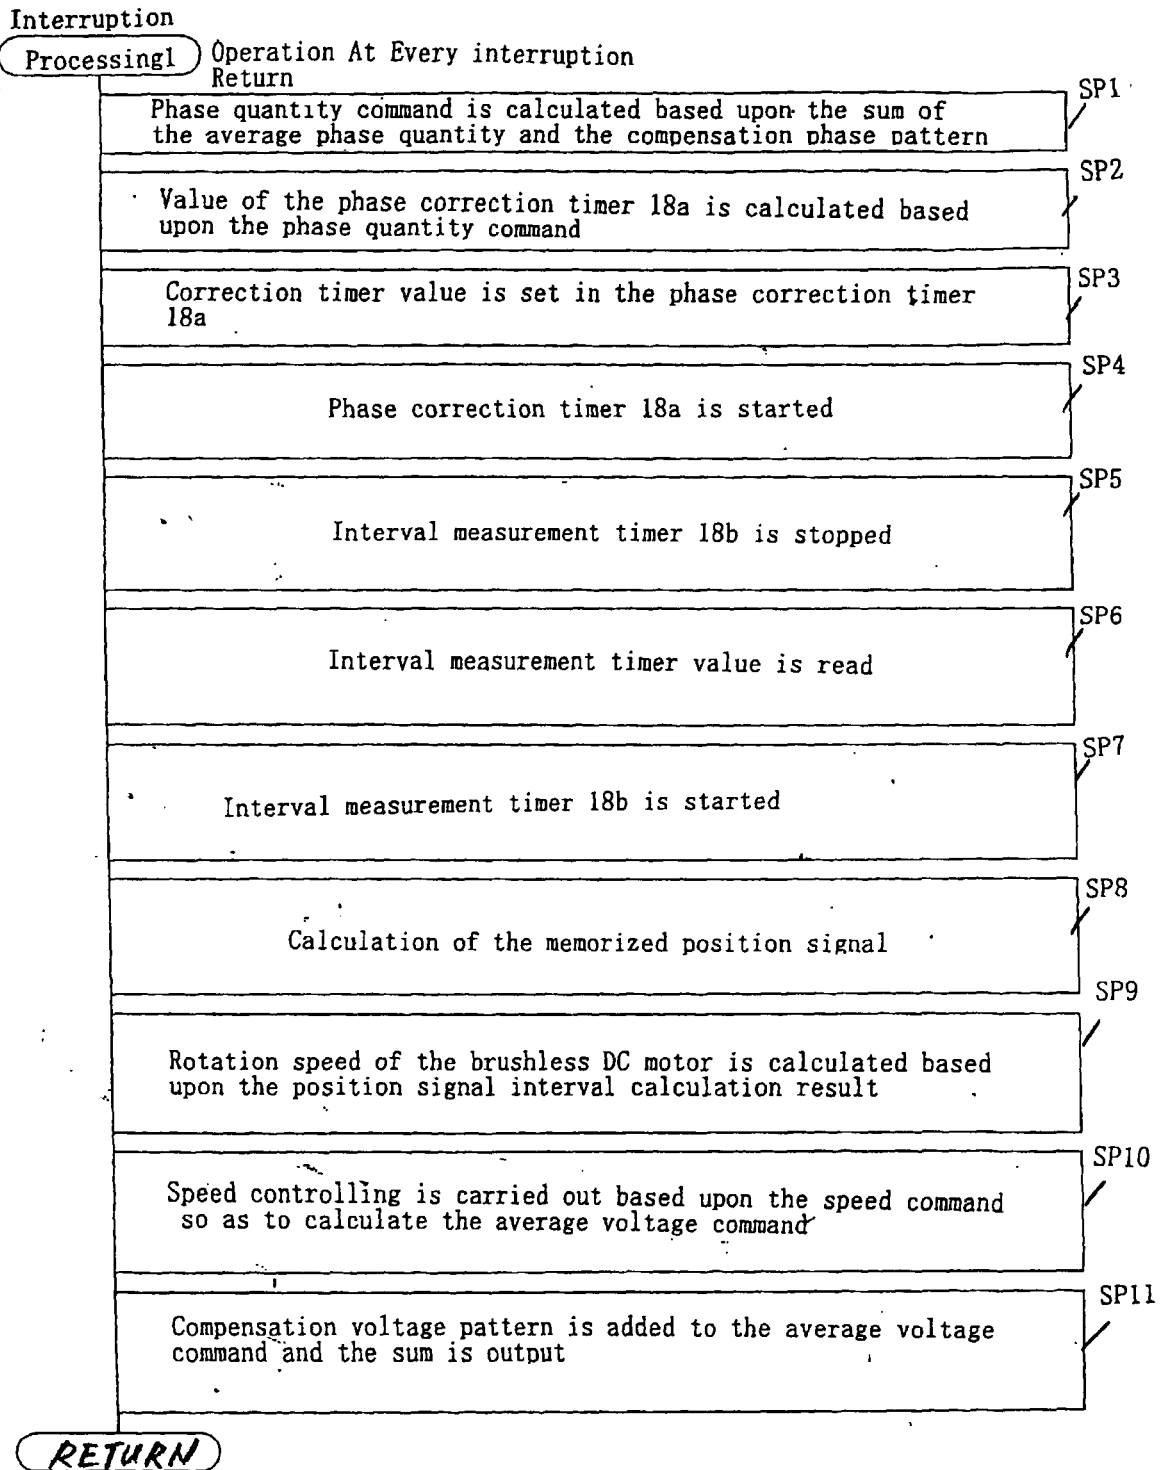 Interruption
Processing1
Operation At Every interruption
Return
SP1
Phase quantity command is calculated based upon the sum of
the average phase quantity and the compensation phase pattern
SP2
Value of the phase correction timer 18a is calculated based
upon the phase quantity command
SP3
Correction timer value is set in the phase correction timer
18a
SP4
Phase correction timer 18a is started
SP5
Interval measurement timer 18b is stopped
SP6
Interval measurement timer value is read
SP7
Interval measurement timer 18b is started
SP8
Calculation of the memorized position signal
SP9
Rotation speed of the brushless DC motor is calculated based
upon the position signal interval calculation result
SP10
Speed controlling is carried out based upon the speed command
so as to calculate the average voltage command
SP11
Compensation voltage pattern is added to the average voltage
command and the sum is output
RETURN